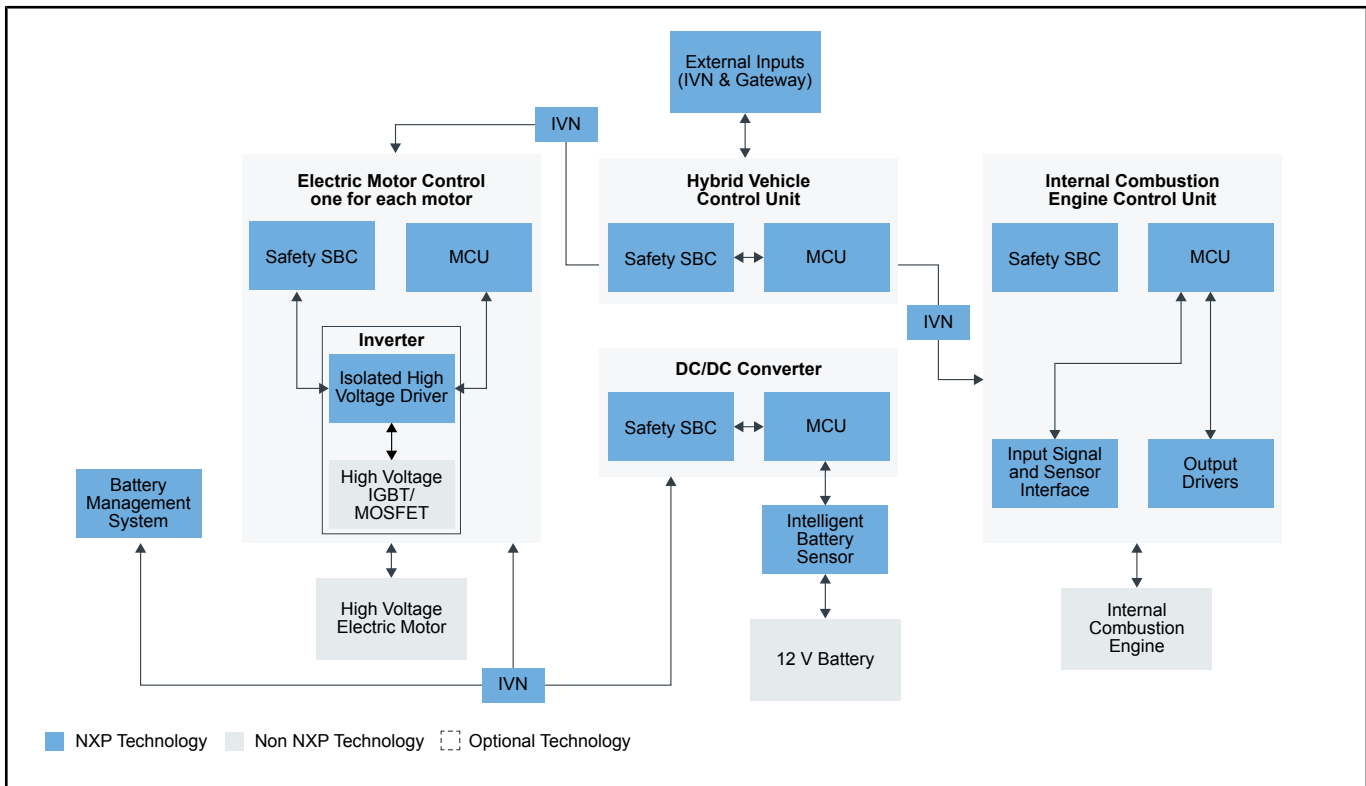 External Inputs
(IVN & Gateway)
IVN
Electric Motor Control
one for each motor
Safety SBC
MCU
Inverter
Isolated High
Voltage Driver
High Voltage
IGBT/
MOSFET
Hybrid Vehicle
Control Unit
Safety SBC
MCU
IVN
Internal Combustion
Engine Control Unit
Safety SBC
MCU
Input Signal
and Sensor
Interface
Output
Drivers
DC/DC Converter
Safety SBC
MCU
Battery
Management
System
Intelligent
Battery
Sensor
High Voltage
Electric Motor
12 V Battery
Internal
Combustion
Engine
IVN
NXP Technology
Non NXP Technology
Optional Technology